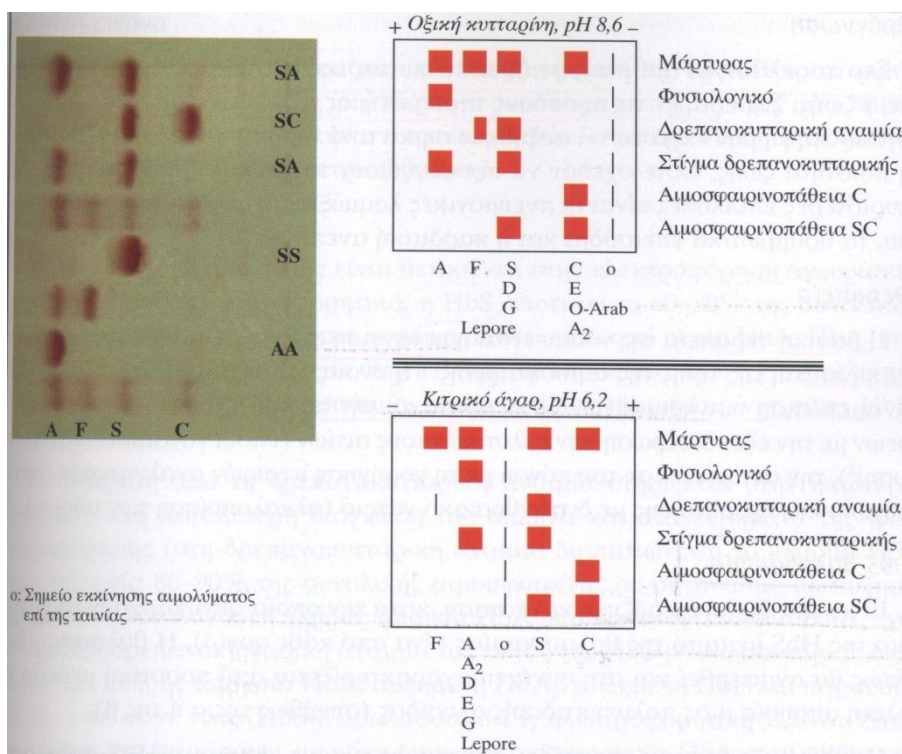 SA
SC
SA
SS
AA
A F S C
ο: Σημείο εκκίνησης αιμολύματος
επί της ταινίας
+ Οξική κυτταρίνη, pH 8,6 –
Μάρτυρας
Φυσιολογικό
Δρεπανοκυτταρική αναιμία
Στίγμα δρεπανοκυτταρικής
Αιμοσφαιρινοπάθεια C
Αιμοσφαιρινοπάθεια SC
A F S C ο
D E
G O-Arab
Lepore A₂
– Κιτρικό άγαρ, pH 6,2 +
Μάρτυρας
Φυσιολογικό
Δρεπανοκυτταρική αναιμία
Στίγμα δρεπανοκυτταρικής
Αιμοσφαιρινοπάθεια C
Αιμοσφαιρινοπάθεια SC
F A ο S C
A₂
D
E
G
Lepore